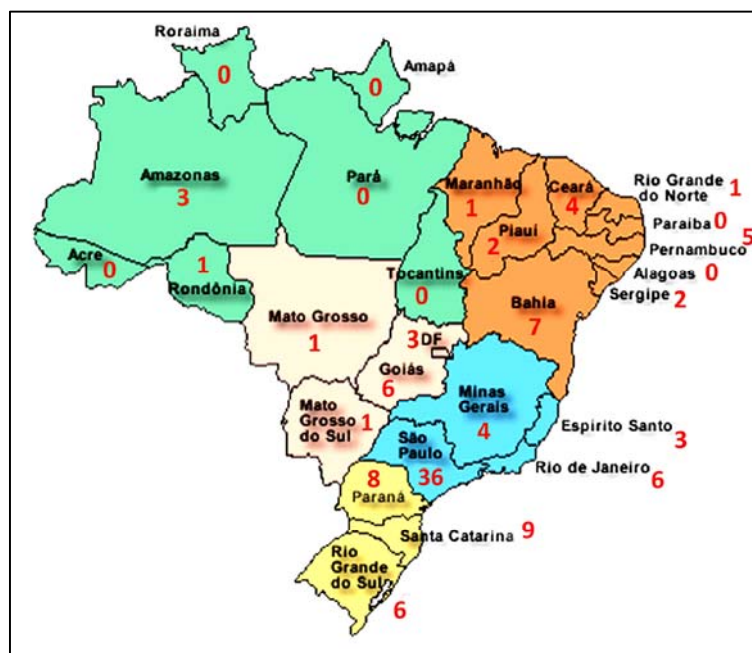 Roraima
0
Amapá
0
Amazonas
3
Pará
0
Maranhão
1
Ceará
4
Rio Grande
do Norte 1
Paraiba 0
5
Piauí
2
Pernambuco
Acre
0
1
Rondônia
Tocantins
0
Alagoas 0
Sergipe 2
Bahia
7
Mato Grosso
1
3 DF
Goiás
6
Minas
Gerais
4
Mato
Grosso
do Sul
1
São
Paulo
36
Espirito Santo 3
Rio de Janeiro 6
8
Paraná
Santa Catarina 9
Rio
Grande
do Sul
6